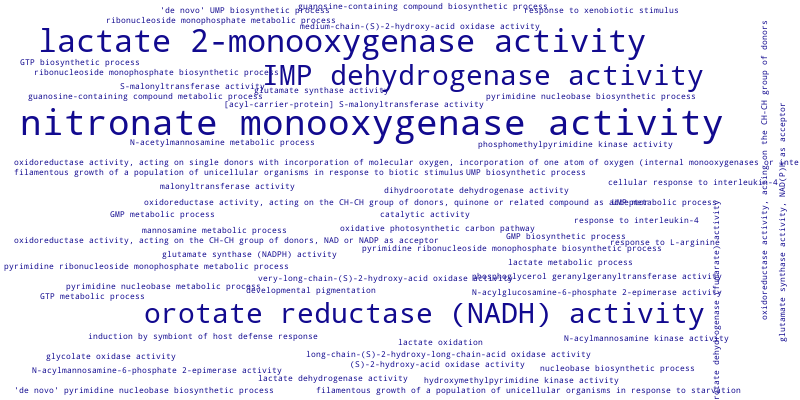 guanosine-containing compound biosynthetic process
'de novo' UMP biosynthetic process
response to xenobiotic stimulus
ribonucleoside monophosphate metabolic process
medium-chain-(S)-2-hydroxy-acid oxidase activity
lactate 2-monooxygenase activity
GTP biosynthetic process
ribonucleoside monophosphate biosynthetic process
IMP dehydrogenase activity
S-malonyltransferase activity
glutamate synthase activity
guanosine-containing compound metabolic process
pyrimidine nucleobase biosynthetic process
[acyl-carrier-protein] S-malonyltransferase activity
nitronate monooxygenase activity
N-acetylmannosamine metabolic process
phosphomethylpyrimidine kinase activity
oxidoreductase activity, acting on single donors with incorporation of molecular oxygen, incorporation of one atom of oxygen (internal monooxygenases or inte
filamentous growth of a population of unicellular organisms in response to biotic stimulus
UMP biosynthetic process
malonyltransferase activity
dihydroorotate dehydrogenase activity
cellular response to interleukin-4
oxidoreductase activity, acting on the CH-CH group of donors, quinone or related compound as acceptor
UMP metabolic process
GMP metabolic process
catalytic activity
response to interleukin-4
mannosamine metabolic process
oxidative photosynthetic carbon pathway
GMP biosynthetic process
oxidoreductase activity, acting on the CH-CH group of donors, NAD or NADP as acceptor
response to L-arginine
pyrimidine ribonucleoside monophosphate biosynthetic process
glutamate synthase (NADPH) activity
lactate metabolic process
pyrimidine ribonucleoside monophosphate metabolic process
very-long-chain-(S)-2-hydroxy-acid oxidase activity
phosphoglycerol geranylgeranyltransferase activity
pyrimidine nucleobase metabolic process
developmental pigmentation
N-acylglucosamine-6-phosphate 2-epimerase activity
GTP metabolic process
orotate reductase (NADH) activity
induction by symbiont of host defense response
lactate oxidation
N-acylmannosamine kinase activity
glycolate oxidase activity
long-chain-(S)-2-hydroxy-long-chain-acid oxidase activity
(S)-2-hydroxy-acid oxidase activity
nucleobase biosynthetic process
N-acylmannosamine-6-phosphate 2-epimerase activity
lactate dehydrogenase activity
hydroxymethylpyrimidine kinase activity
'de novo' pyrimidine nucleobase biosynthetic process
filamentous growth of a population of unicellular organisms in response to starvation
rotate dehydrogenase (fumarate) activity
oxidoreductase activity, acting on the CH-CH group of donors
glutamate synthase activity, NAD(P)H as acceptor